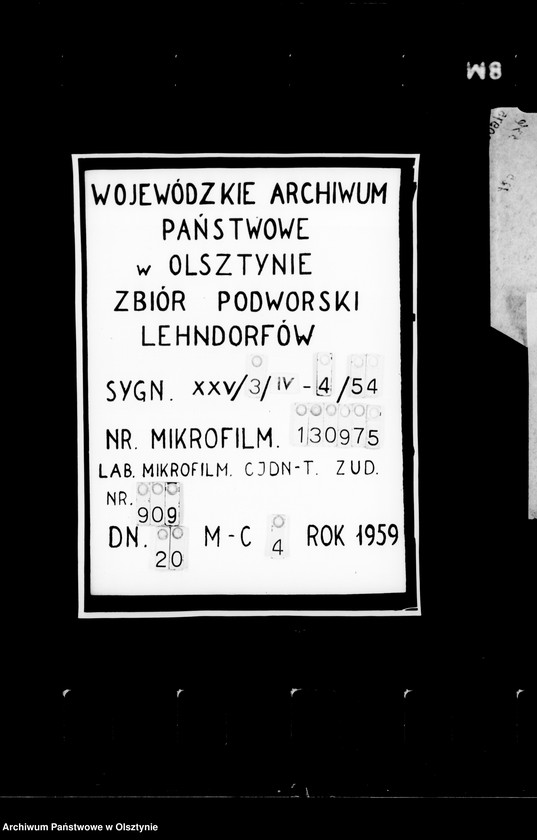 WOJEWÓDZKIE ARCHIWUM
PAŃSTWOWE
w OLSZTYNIE
ZBIÓR PODWORSKI
LEHNDORFÓW
SYGN. XXV/3/IV-4/54
NR. MIKROFILM. 130975
LAB. MIKROFILM. CJDN-T. ZUD.
NR. 909
DN. 20 M-C 4 ROK 1959
Archiwum Państwowe w Olsztynie